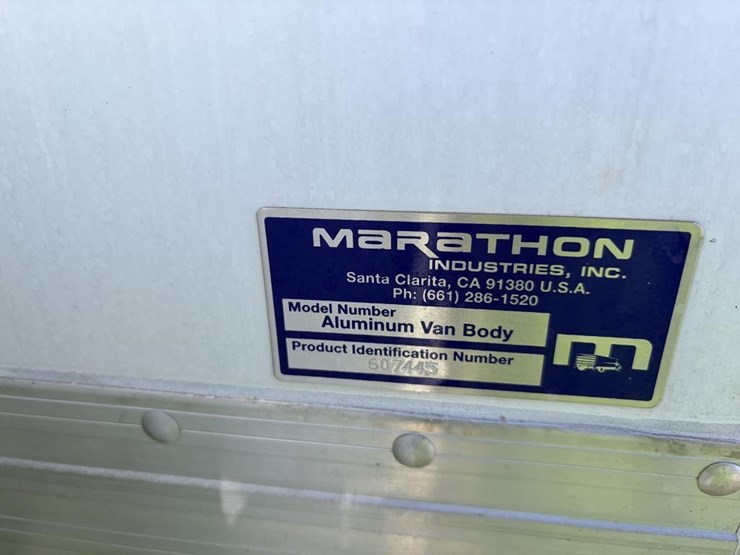 MaRaTHON
INDUSTRIES, INC.
Santa Clarita, CA 91380 U.S.A.
Ph: (661) 286-1520
Model Number
Aluminum Van Body
Product Identification Number
607445
m